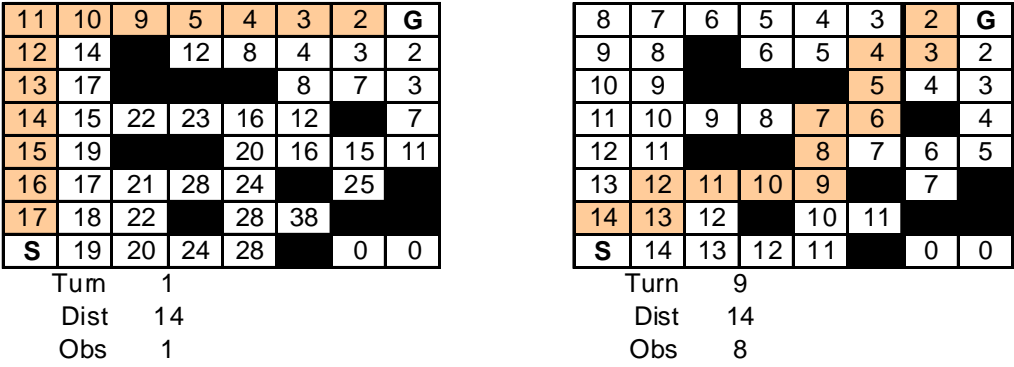 11 10 9 5 4 3 2 G 8 7 6 5 4 3 2 G
12 14 12 8 4 3 2 9 8 6 5 4 3 2
13 17 8 7 3 10 9 5 4 3
14 15 22 23 16 12 7 11 10 9 8 7 6 4
15 19 20 16 15 11 12 11 8 7 6 5
16 17 21 28 24 25 13 12 11 10 9 7
17 18 22 28 38 14 13 12 10 11
S 19 20 24 28 0 0 S 14 13 12 11 0 0
Turn 1 Turn 9
Dist 14 Dist 14
Obs 1 Obs 8